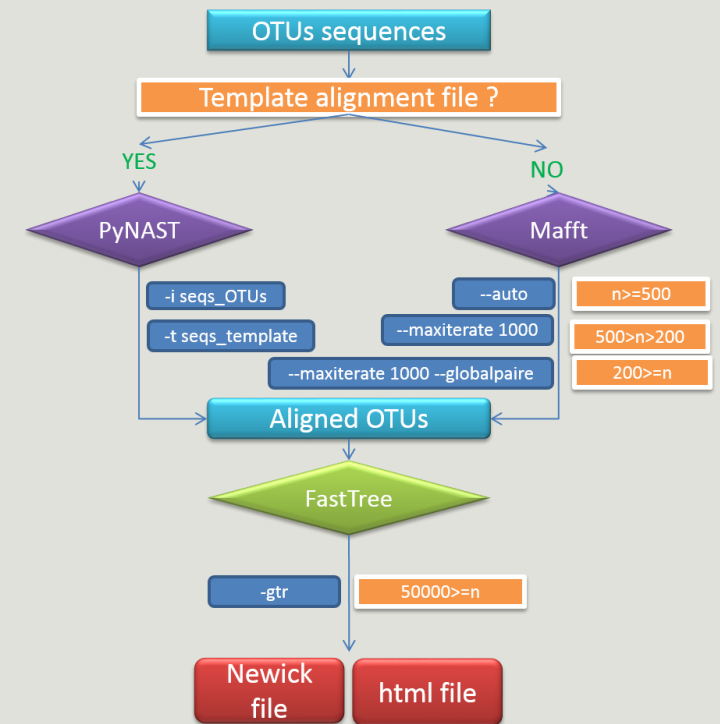 OTUs sequences
Template alignment file ?
YES
NO
PyNAST
Mafft
-i seqs_OTUs
-t seqs_template
--auto
n>=500
--maxiterate 1000
500>n>200
--maxiterate 1000 --globalpaire
200>=n
Aligned OTUs
FastTree
-gtr
50000>=n
Newick
file
html file